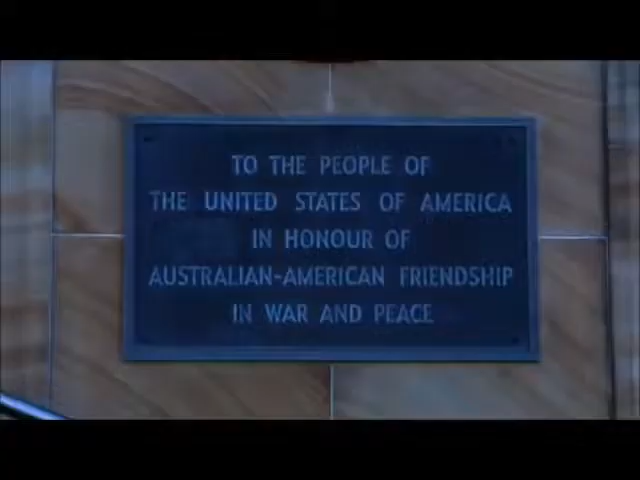 TO THE PEOPLE OF
THE UNITED STATES OF AMERICA
IN HONOUR OF
AUSTRALIAN-AMERICAN FRIENDSHIP
IN WAR AND PEACE